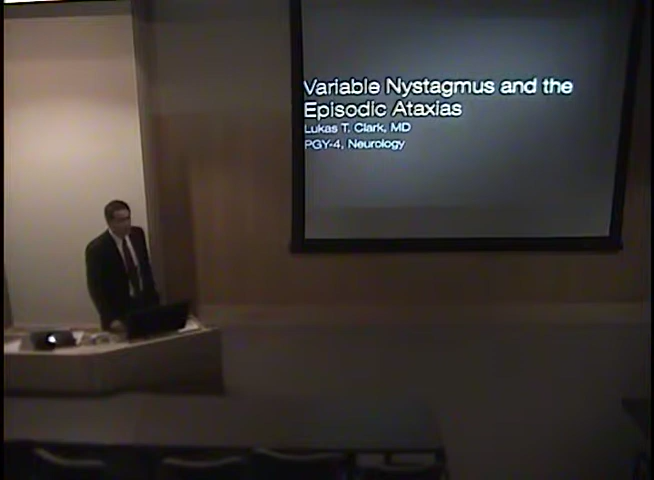 Variable Nystagmus and the
Episodic Ataxias
Lukas T. Clark, MD
PGY-4, Neurology